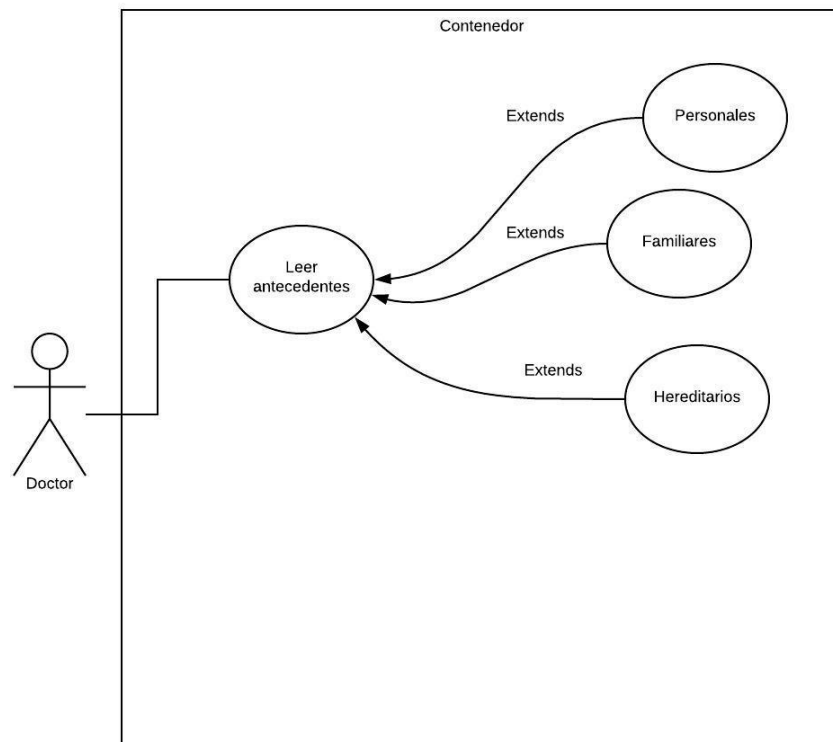 Contenedor
Extends
Personales
Extends
Familiares
Leer
antecedentes
Extends
Hereditarios
Doctor